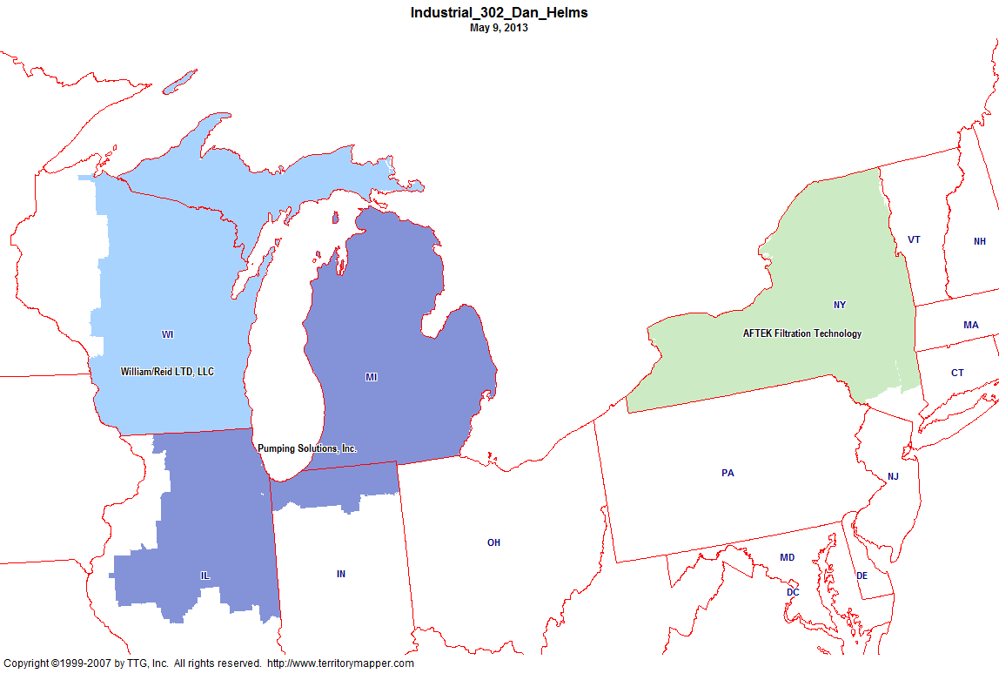 Industrial_302_Dan_Helms
May 9, 2013
VT
NH
NY
MA
AFTEK Filtration Technology
WI
CT
William/Reid LTD, LLC
MI
Pumping Solutions, Inc.
PA
NJ
OH
MD
IL
IN
DE
DC
Copyright ©1999-2007 by TTG, Inc. All rights reserved. http://www.territorymapper.com